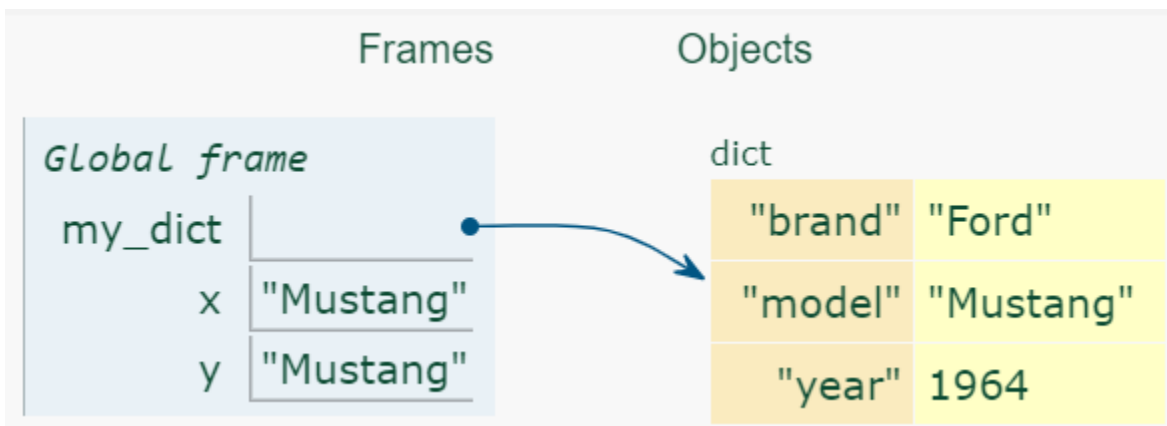 Frames Objects
Global frame
my_dict
x "Mustang"
y "Mustang"
dict
"brand" "Ford"
"model" "Mustang"
"year" 1964